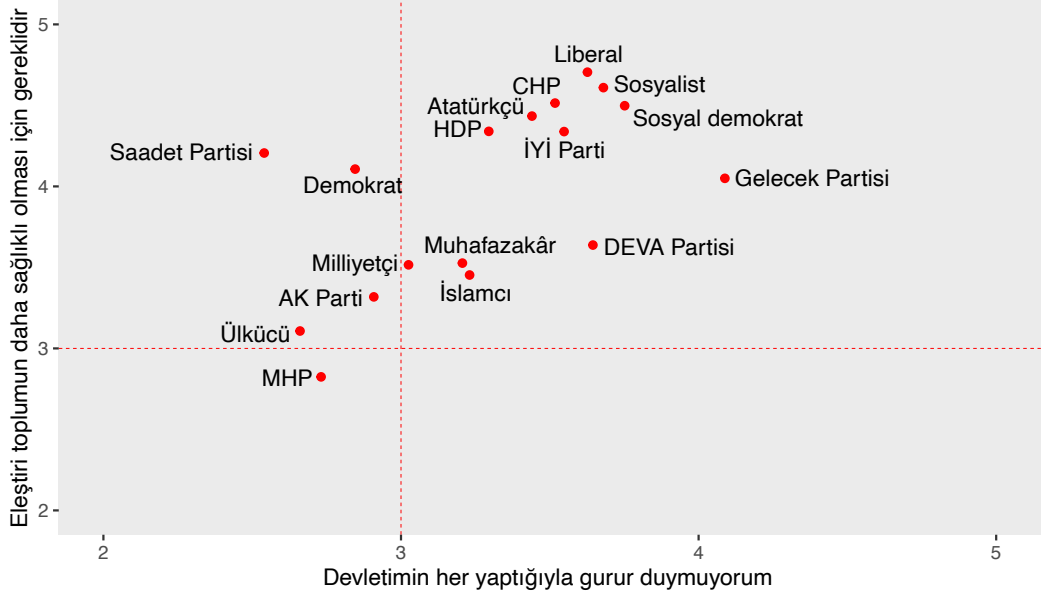 Eleştiri toplumun daha sağlıklı olması için gereklidir
5
4
3
2
Liberal
CHP
Sosyalist
Atatürkçü
Sosyal demokrat
HDP
İYİ Parti
Saadet Partisi
Demokrat
Gelecek Partisi
Muhafazakâr
DEVA Partisi
Milliyetçi
İslamcı
AK Parti
Ülkücü
MHP
2
3
4
5
Devletimin her yaptığıyla gurur duymuyorum